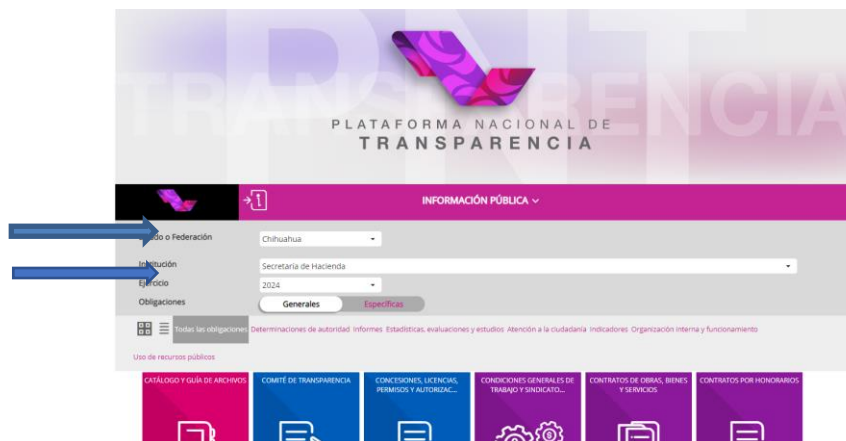 PNT
TRANSPARENCIA
PLATAFORMA NACIONAL DE
TRANSPARENCIA
INFORMACIÓN PÚBLICA
o Federación
Chihuahua
Institución
Secretaría de Hacienda
Ejercicio
2024
Obligaciones
Generales
Específicas
Todas las obligaciones Determinaciones de autoridad Informes Estadísticas, evaluaciones y estudios Atención a la ciudadanía Indicadores Organización interna y funcionamiento
Uso de recursos públicos
CATÁLOGO Y GUÍA DE ARCHIVOS
COMITÉ DE TRANSPARENCIA
CONCESIONES, LICENCIAS,
PERMISOS Y AUTORIZAC...
CONDICIONES GENERALES DE
TRABAJO Y SINDICATO...
CONTRATOS DE OBRAS, BIENES
Y SERVICIOS
CONTRATOS POR HONORARIOS